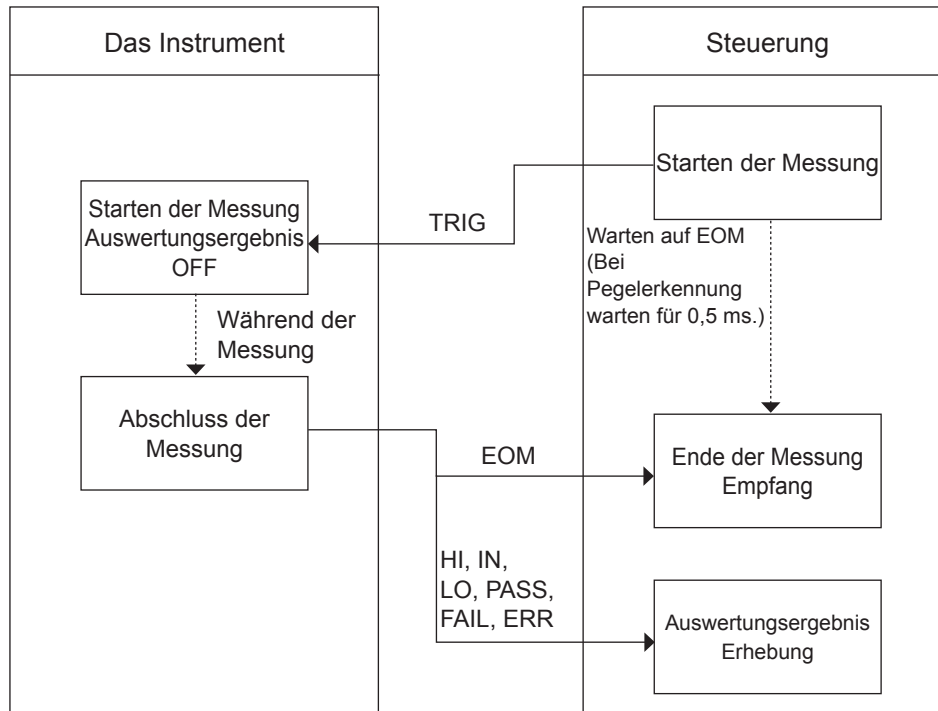 Das Instrument
Steuerung
Starten der Messung
Starten der Messung
Auswertungsergebnis
OFF
TRIG
Warten auf EOM
(Bei
Pegelerkennung
warten für 0,5 ms.)
Während der
Messung
Abschluss der
Messung
EOM
Ende der Messung
Empfang
HI, IN,
LO, PASS,
FAIL, ERR
Auswertungsergebnis
Erhebung